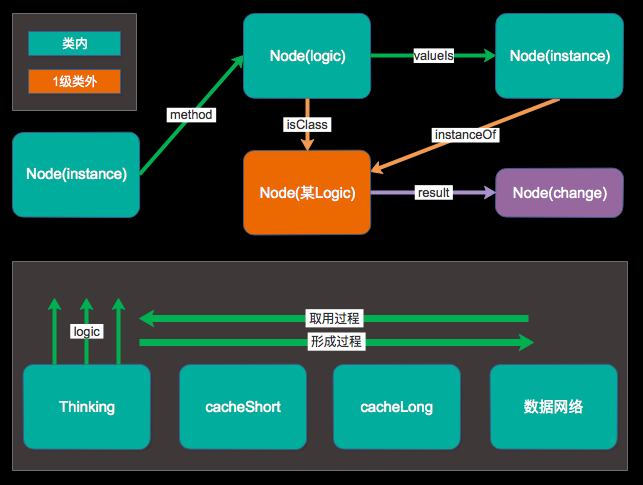 类内
1级类外
Node(logic)
valueIs
Node(instance)
method
isClass
instanceOf
Node(instance)
Node(某Logic)
result
Node(change)
取用过程
logic
形成过程
Thinking
cacheShort
cacheLong
数据网络